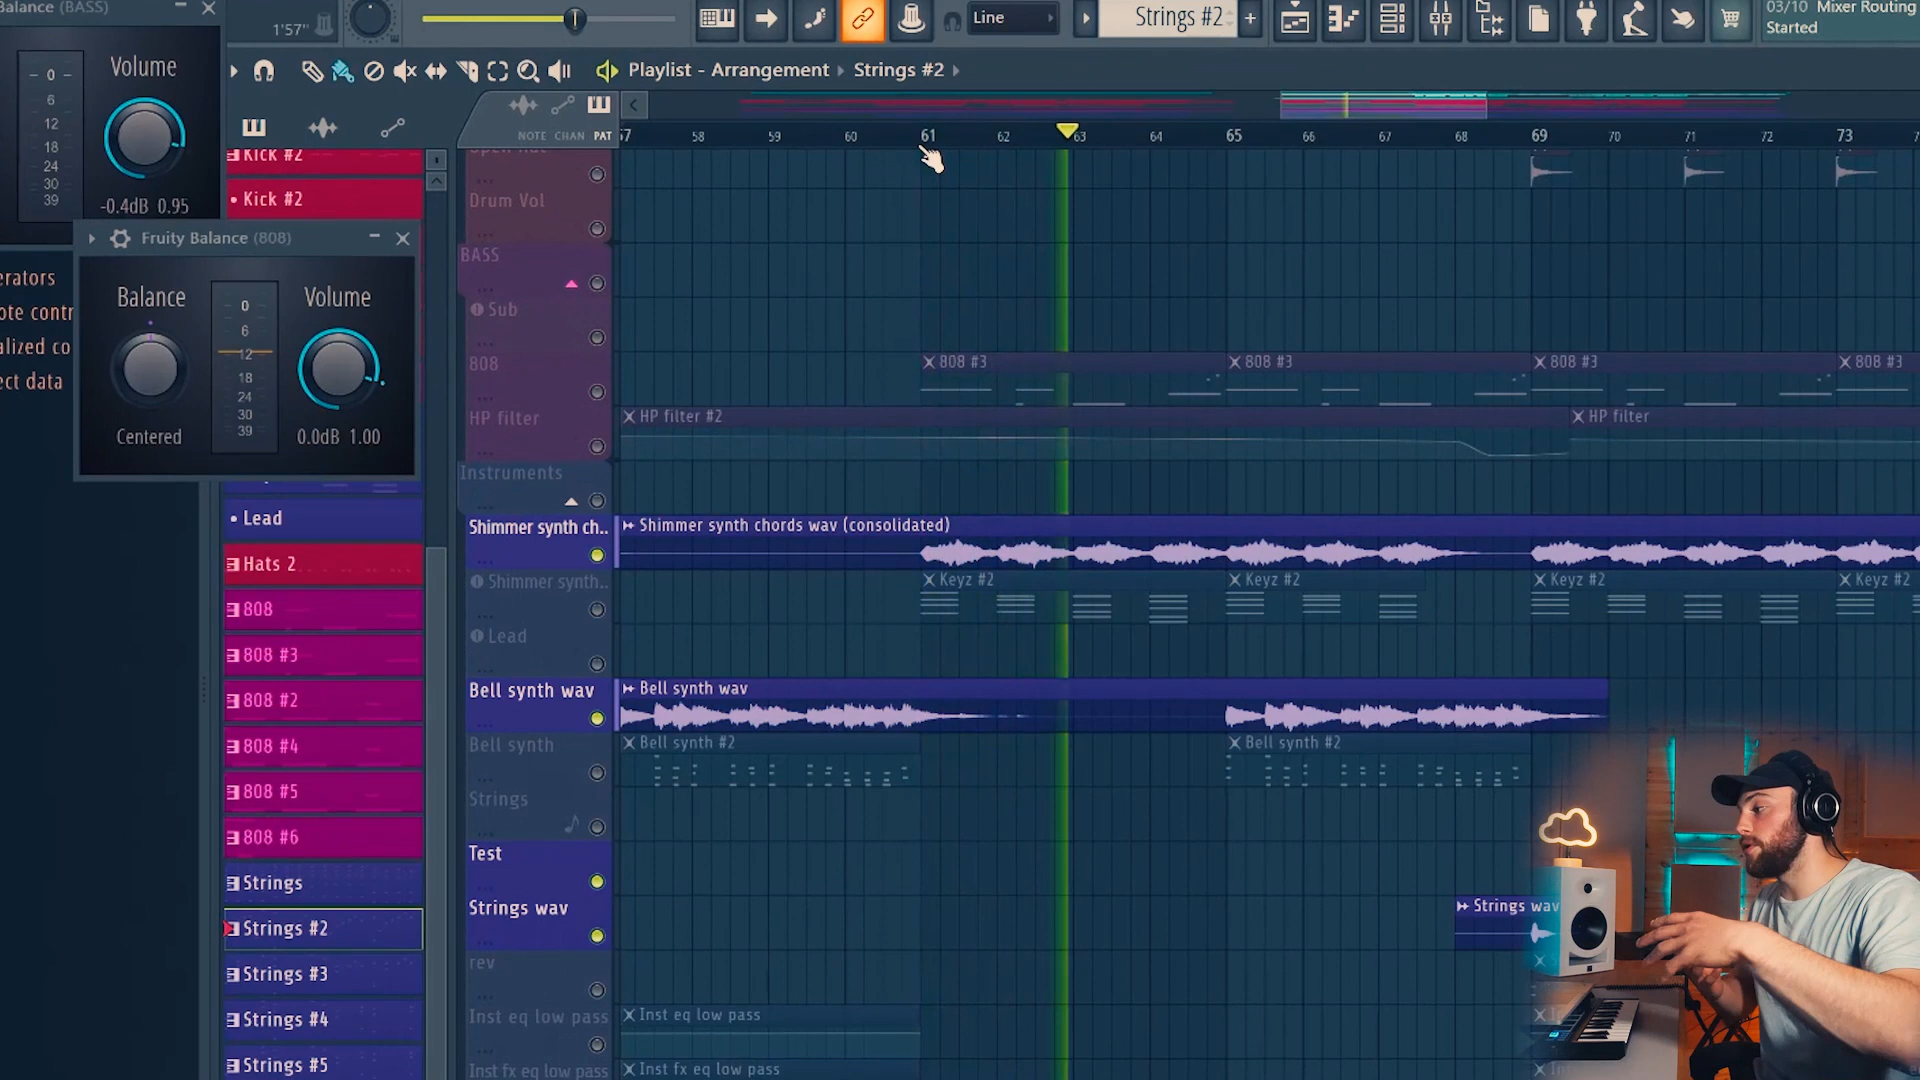 Balance (BASS)
1'57"
Line
Strings #2
03/10 Mixer Routing
Started
Volume
0
6
12
18
24
30
39
-0.4dB 0.95
Playlist - Arrangement
Strings #2
NOTE CHAN PAT
57 58 59 60 61 62 63 64 65 66 67 68 69 70 71 72 73
Kick #2
Kick #2
Fruity Balance (808)
Balance
Volume
0
6
12
18
24
30
39
Centered
0.0dB 1.00
erators
ote contr
alized co
ect data
Lead
Hats 2
808
808 #3
808 #2
808 #4
808 #5
808 #6
Strings
Strings #2
Strings #3
Strings #4
Strings #5
Drum Vol
BASS
Sub
808
808 #3
808 #3
808 #3
808 #3
HP filter
HP filter #2
HP filter
Instruments
Shimmer synth ch..
Shimmer synth chords wav (consolidated)
Shimmer synth..
Keyz #2
Keyz #2
Keyz #2
Keyz #2
Lead
Bell synth wav
Bell synth wav
Bell synth
Bell synth #2
Bell synth #2
Strings
Test
Strings wav
Strings wav
rev
Inst eq low pass
Inst eq low pass
Inst fx eq low pass
Inst fx eq low pass